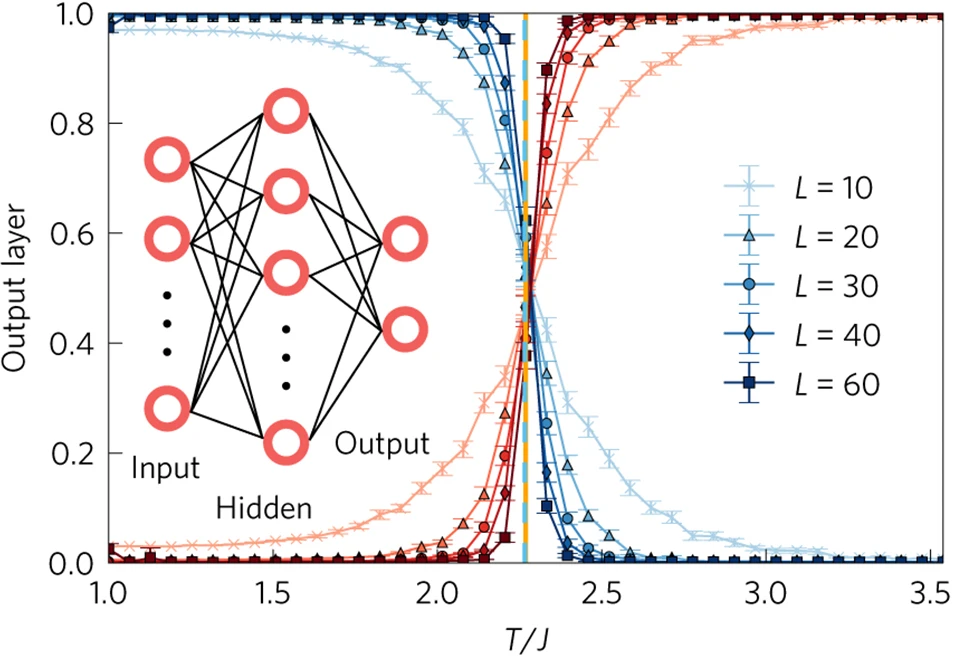 1.0
0.8
0.6
0.4
0.2
0.0
Output layer
Input
Hidden
Output
L = 10
L = 20
L = 30
L = 40
L = 60
1.0 1.5 2.0 2.5 3.0 3.5
T/J